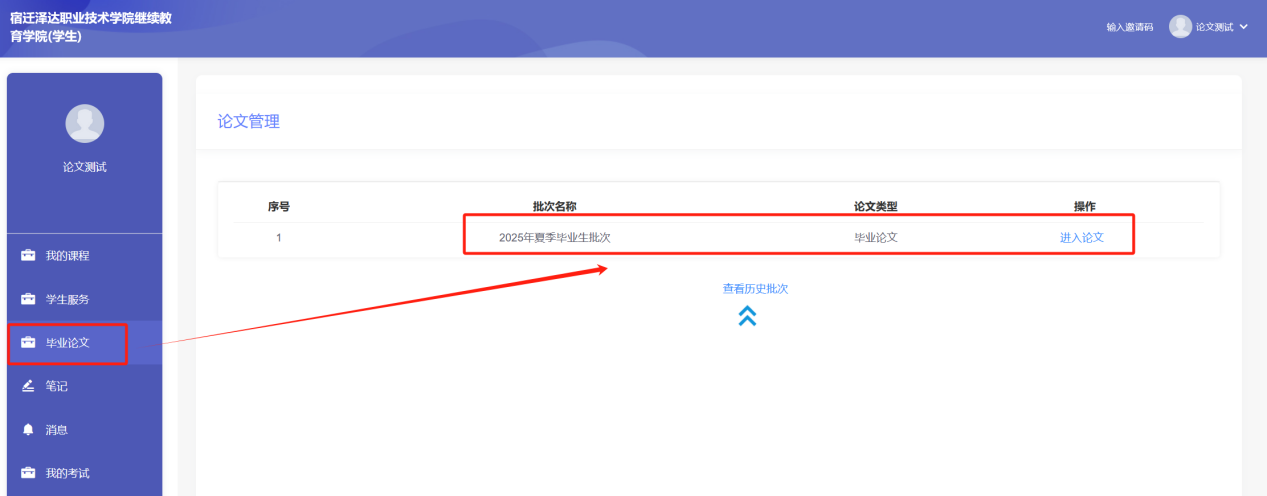 宿迁泽达职业技术学院继续教
育学院(学生)
输入邀请码
论文测试
论文测试
我的课程
学生服务
毕业论文
笔记
消息
我的考试
论文管理
序号 批次名称 论文类型 操作
1 2025年夏季毕业生批次 毕业论文 进入论文
查看历史批次